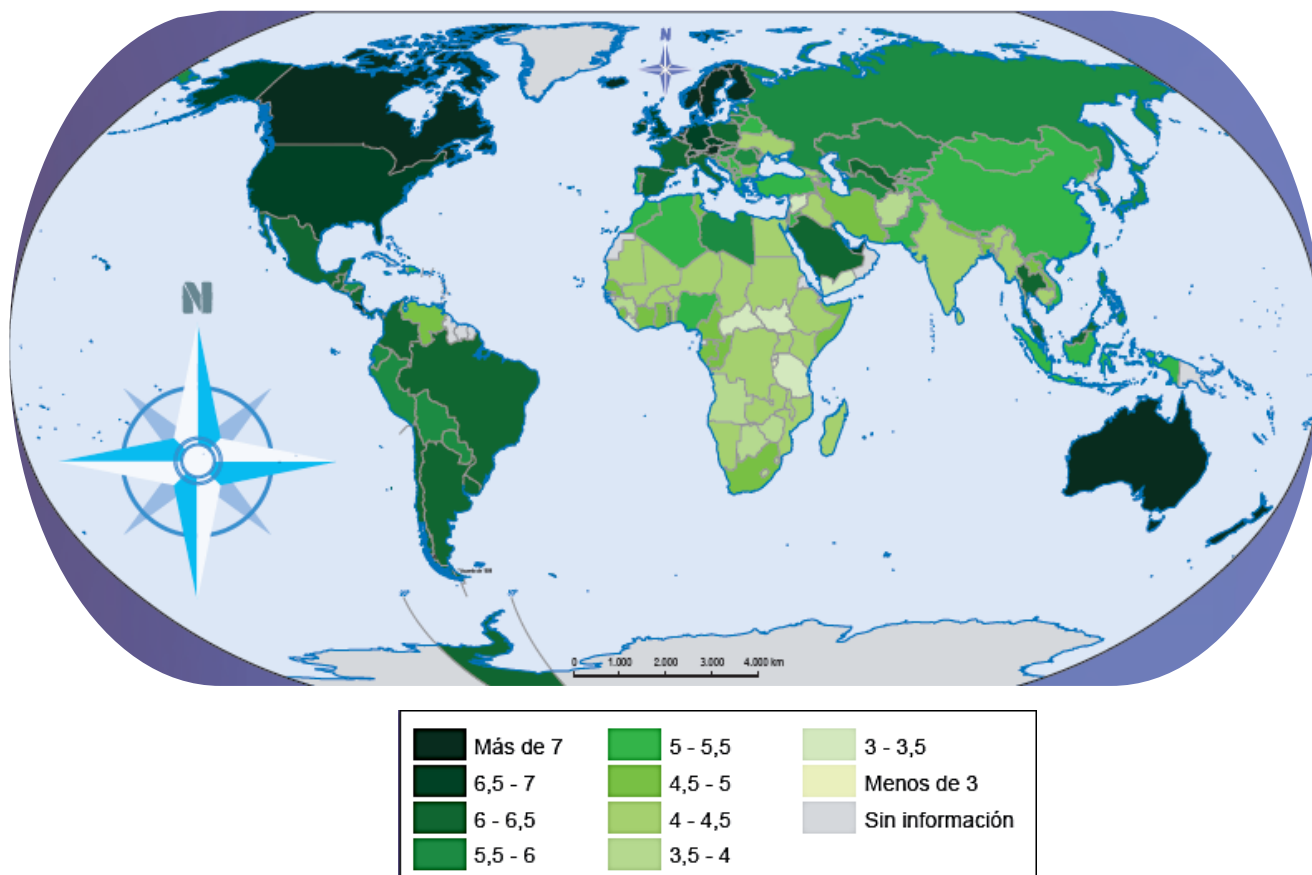 N
N
0 1.000 2.000 3.000 4.000 km
Más de 7
6,5 - 7
6 - 6,5
5,5 - 6
5 - 5,5
4,5 - 5
4 - 4,5
3,5 - 4
3 - 3,5
Menos de 3
Sin información